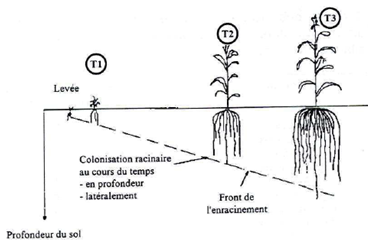 T1
T2
T3
Levée
Colonisation racinaire
au cours du temps
- en profondeur
- latéralement
Front de
l'enracinement
Profondeur du sol